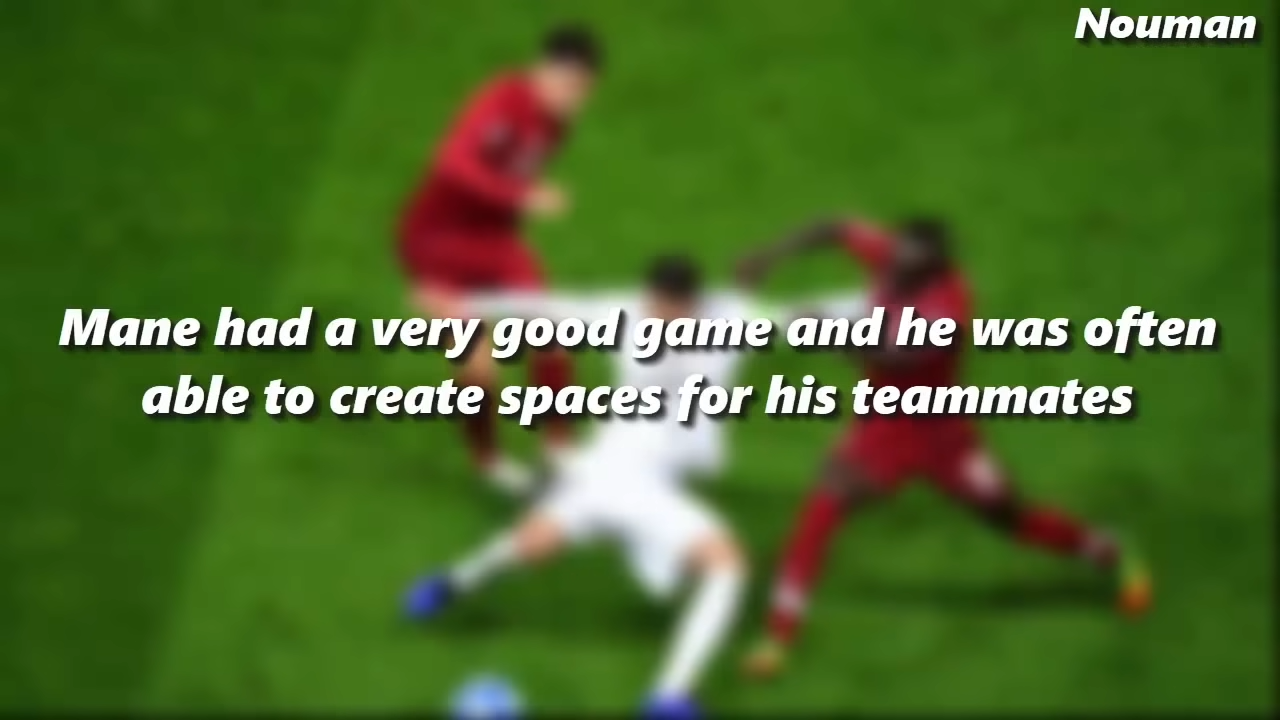 Nouman
Mane had a very good game and he was often
able to create spaces for his teammates